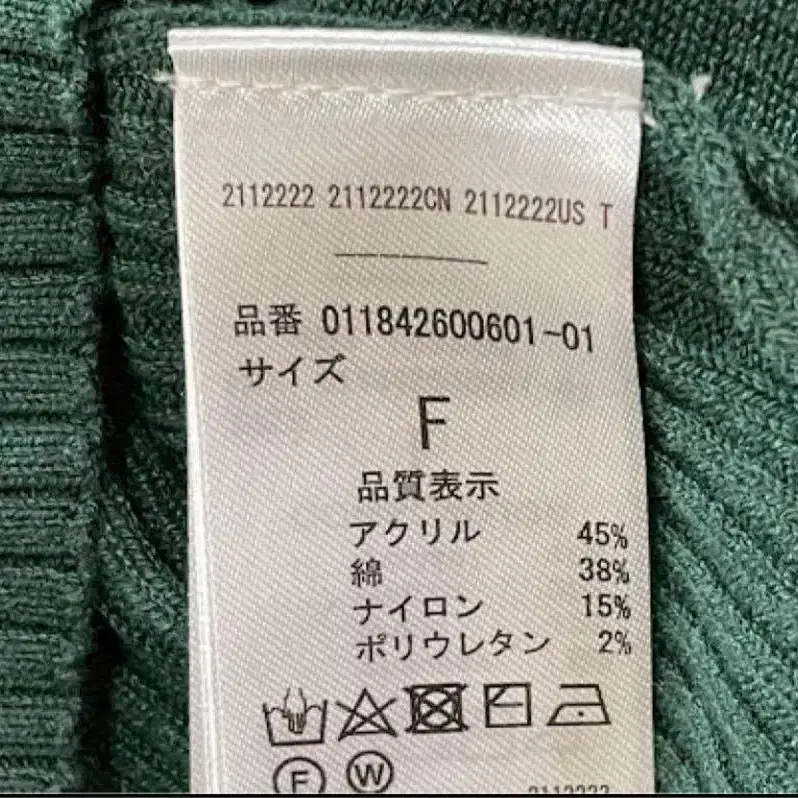 2112222 2112222CN 2112222US T
品番 011842600601-01
サイズ
F
品質表示
アクリル 45%
綿 38%
ナイロン 15%
ポリウレタン 2%
F W